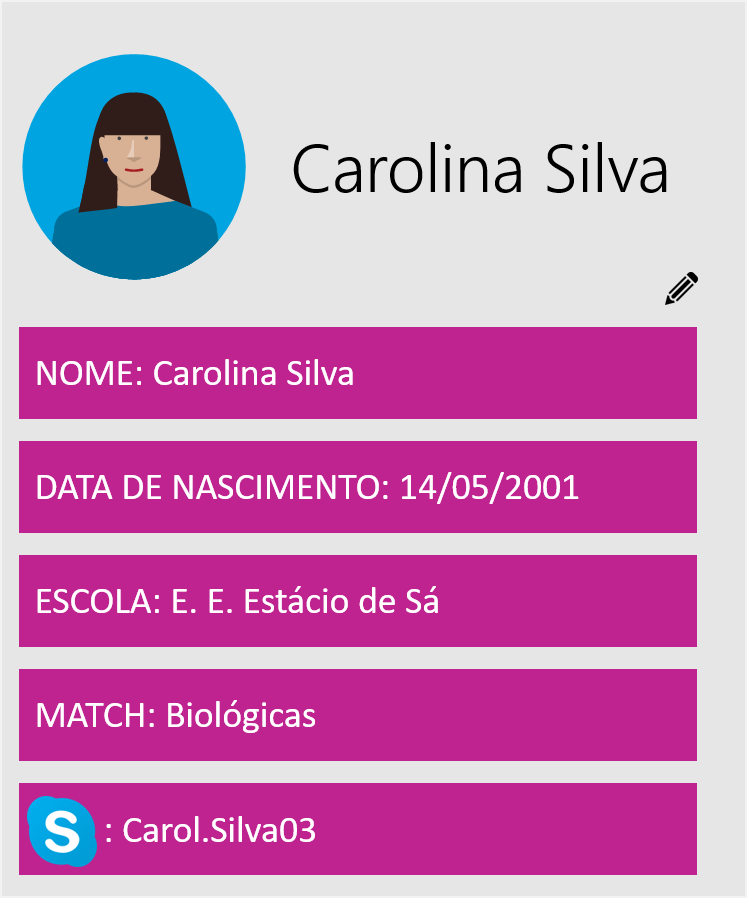 Carolina Silva
NOME: Carolina Silva
DATA DE NASCIMENTO: 14/05/2001
ESCOLA: E. E. Estácio de Sá
MATCH: Biológicas
S : Carol.Silva03